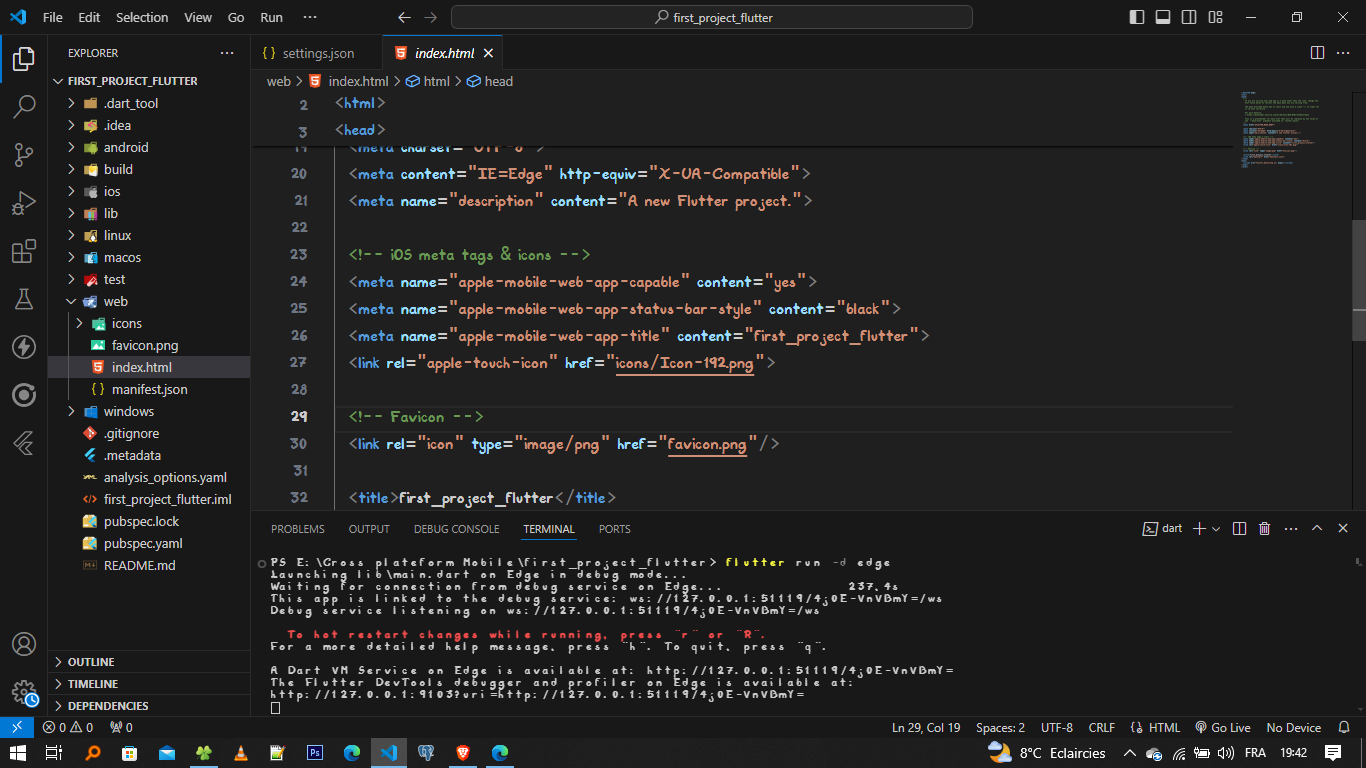 File Edit Selection View Go Run ···
first_project_flutter
EXPLORER ···
FIRST_PROJECT_FLUTTER
.dart_tool
.idea
android
build
ios
lib
linux
macos
test
web
icons
favicon.png
index.html
manifest.json
windows
.gitignore
.metadata
analysis_options.yaml
first_project_flutter.iml
pubspec.lock
pubspec.yaml
README.md
OUTLINE
TIMELINE
DEPENDENCIES
settings.json
index.html
web > index.html > html > head
2 <html>
3 <head>
19 <meta charset="UTF-8">
20 <meta content="IE=Edge" http-equiv="X-UA-Compatible">
21 <meta name="description" content="A new Flutter project.">
22
23 <!-- iOS meta tags & icons -->
24 <meta name="apple-mobile-web-app-capable" content="yes">
25 <meta name="apple-mobile-web-app-status-bar-style" content="black">
26 <meta name="apple-mobile-web-app-title" content="first_project_flutter">
27 <link rel="apple-touch-icon" href="icons/Icon-192.png">
28
29 <!-- Favicon -->
30 <link rel="icon" type="image/png" href="favicon.png"/>
31
32 <title>first_project_flutter</title>
PROBLEMS OUTPUT DEBUG CONSOLE TERMINAL PORTS
dart
PS E:\Cross plateform Mobile\first_project_flutter> flutter run -d edge
Launching lib\main.dart on Edge in debug mode...
Waiting for connection from debug service on Edge... 237,4s
This app is linked to the debug service: ws://127.0.0.1:51119/4j0E-VnVBmY=/ws
Debug service listening on ws://127.0.0.1:51119/4j0E-VnVBmY=/ws
To hot restart changes while running, press "r" or "R".
For a more detailed help message, press "h". To quit, press "q".
A Dart VM Service on Edge is available at: http://127.0.0.1:51119/4j0E-VnVBmY=
The Flutter DevTools debugger and profiler on Edge is available at:
http://127.0.0.1:9103?uri=http://127.0.0.1:51119/4j0E-VnVBmY=
0 0 0
Ln 29, Col 19 Spaces: 2 UTF-8 CRLF HTML Go Live No Device
8°C Eclaircies FRA 19:42